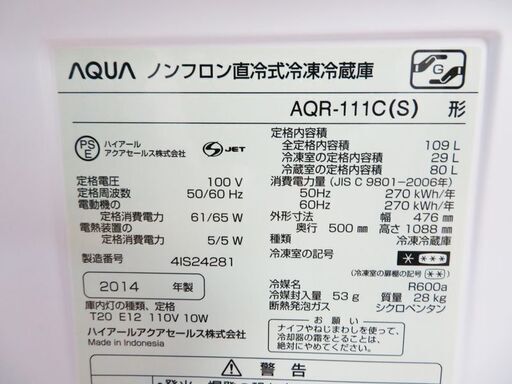 AQUA ノンフロン直冷式冷凍冷蔵庫
G
AQR-111C(S) 形
PSE ハイアール アクアセールス株式会社
S JET
定格電圧 100 V
定格周波数 50/60 Hz
電動機の
定格消費電力 61/65 W
電熱装置の
定格消費電力 5/5 W
製造番号 4IS24281
2014 年製
庫内灯の種類、定格
T20 E12 110V 10W
ハイアールアクアセールス株式会社
Made in Indonesia
定格内容積
全定格内容積 109 L
冷凍室の容積 29 L
冷蔵室の容積 80 L
消費電力量 (JIS C 9801-2006年)
50Hz 270 kWh/年
60Hz 270 kWh/年
外形寸法 幅 476 mm
奥行 500 mm 高さ 1088 mm
種類 冷凍冷蔵庫
冷凍室の記号
(冷凍室の扉棚の記号 )
冷媒名 R600a
冷媒封入量 53 g 質量 28 kg
断熱発泡ガス シクロペンタン
お願い
ナイフやねじまわしを使って、
冷却器の霜をとることは、
絶対におやめください。
警告